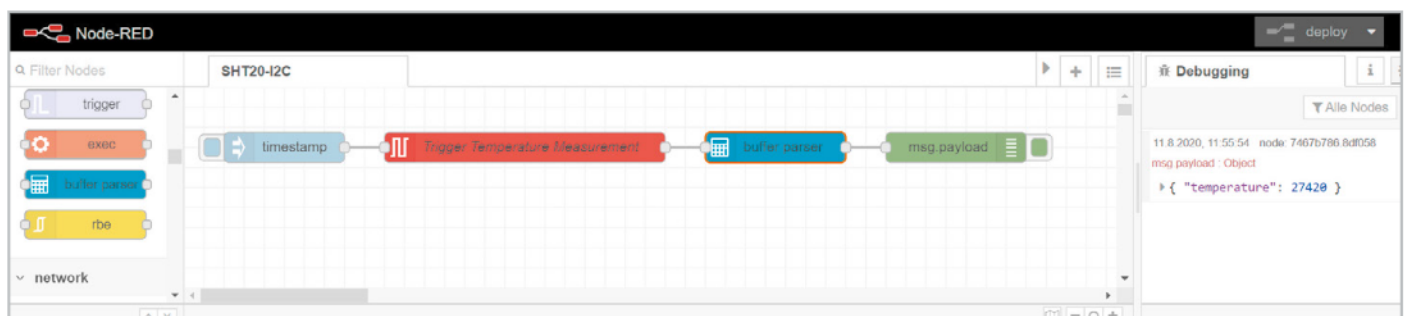 Node-RED
deploy
Filter Nodes
SHT20-I2C
Debugging
i
trigger
Alle Nodes
exec
timestamp
Trigger Temperature Measurement
buffer parser
msg.payload
11.8.2020, 11:55:54 node: 7467b786.8df058
msg.payload : Object
{ "temperature": 27420 }
buffer parser
rbe
network